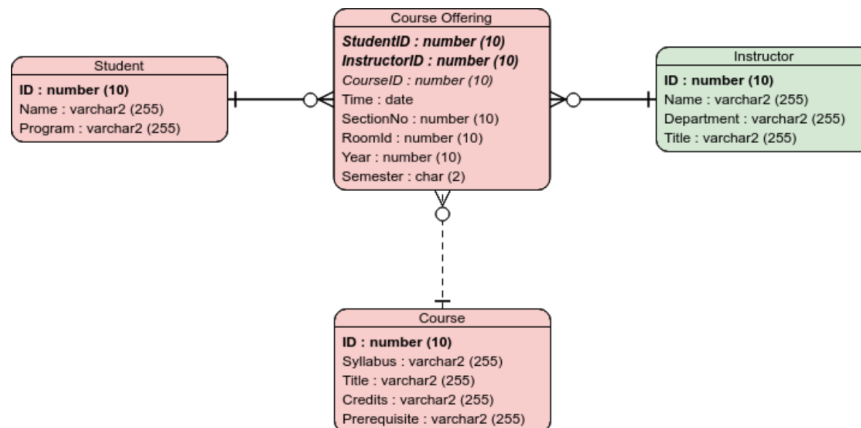 Student
ID : number (10)
Name : varchar2 (255)
Program : varchar2 (255)
Course Offering
StudentID : number (10)
InstructorID : number (10)
CourseID : number (10)
Time : date
SectionNo : number (10)
RoomId : number (10)
Year : number (10)
Semester : char (2)
Instructor
ID : number (10)
Name : varchar2 (255)
Department : varchar2 (255)
Title : varchar2 (255)
Course
ID : number (10)
Syllabus : varchar2 (255)
Title : varchar2 (255)
Credits : varchar2 (255)
Prerequisite : varchar2 (255)